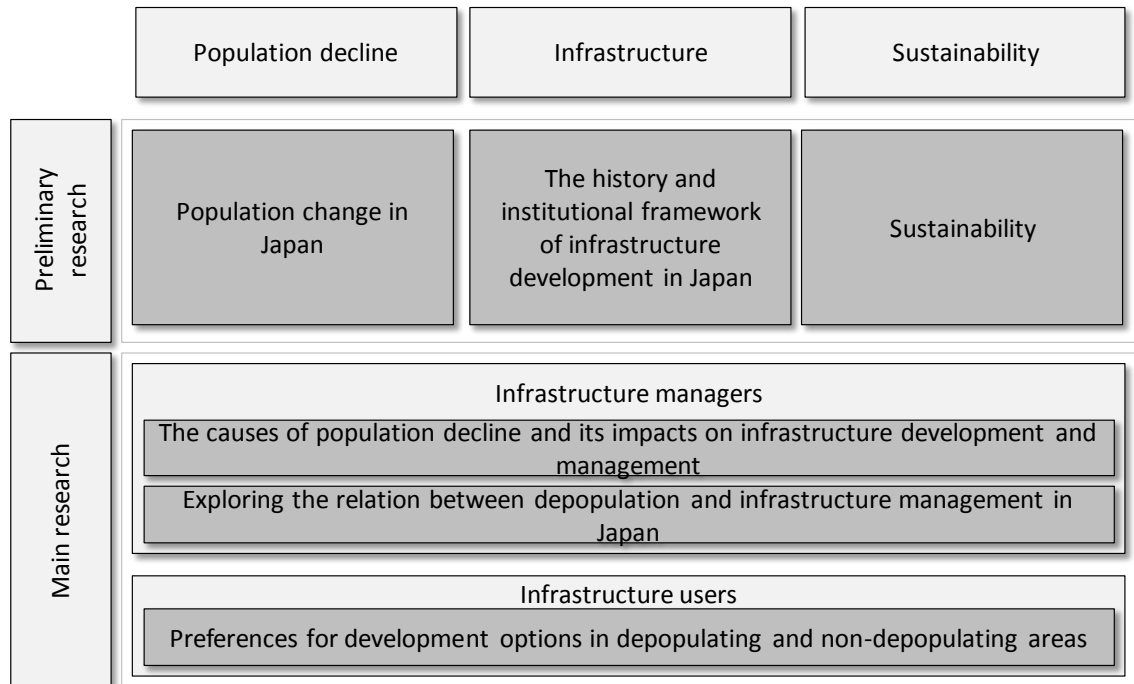 Population decline
Infrastructure
Sustainability
Preliminary
research
Population change in
Japan
The history and
institutional framework
of infrastructure
development in Japan
Sustainability
Main research
Infrastructure managers
The causes of population decline and its impacts on infrastructure development and
management
Exploring the relation between depopulation and infrastructure management in
Japan
Infrastructure users
Preferences for development options in depopulating and non-depopulating areas